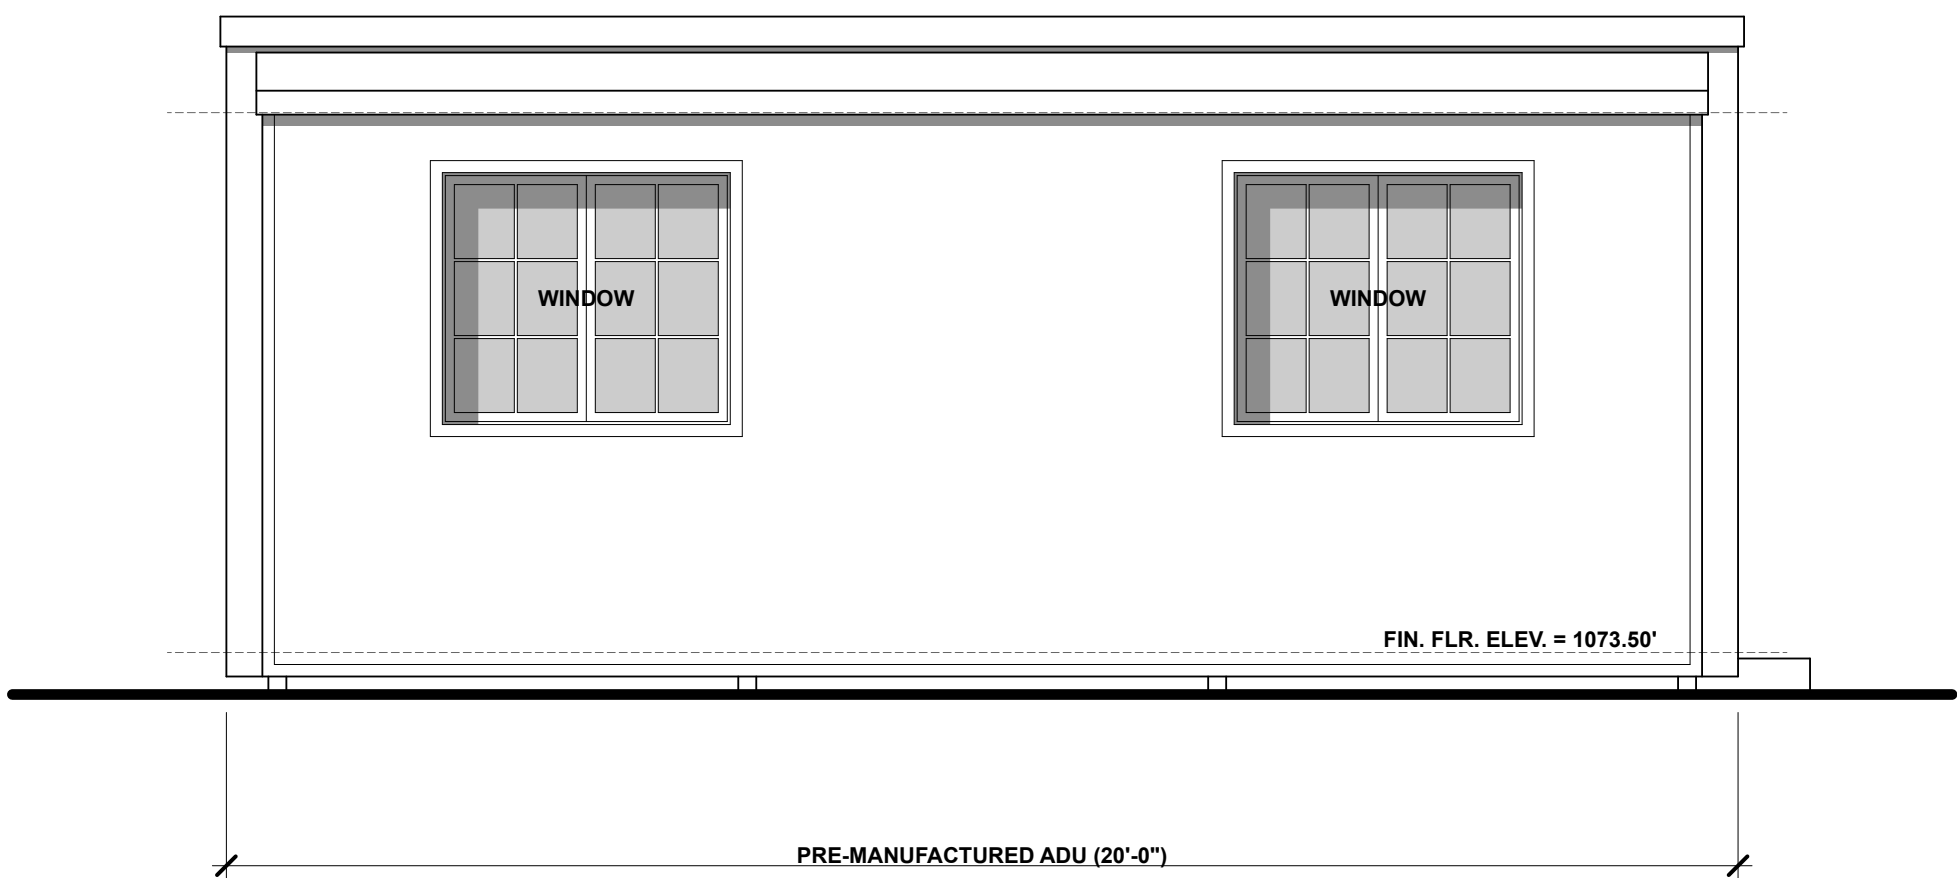 WINDOW
WINDOW
FIN. FLR. ELEV. = 1073.50'
PRE-MANUFACTURED ADU (20'-0")